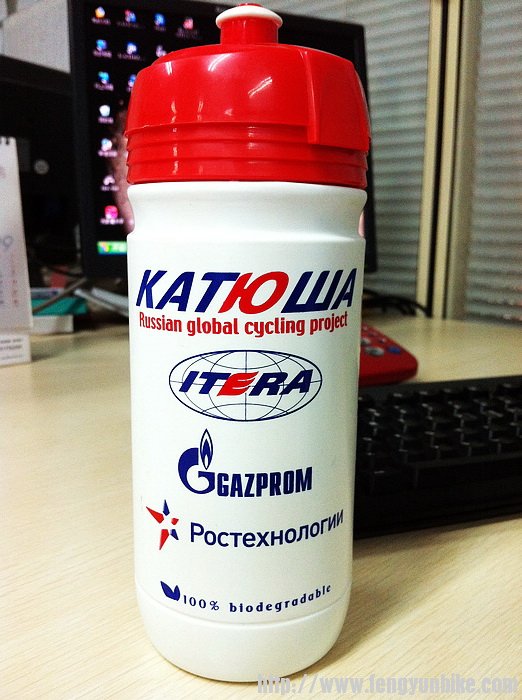 КАТЮША
Russian global cycling project
ITERA
GAZPROM
Ростехнологии
100% biodegradable
http://www.fengyunbike.com